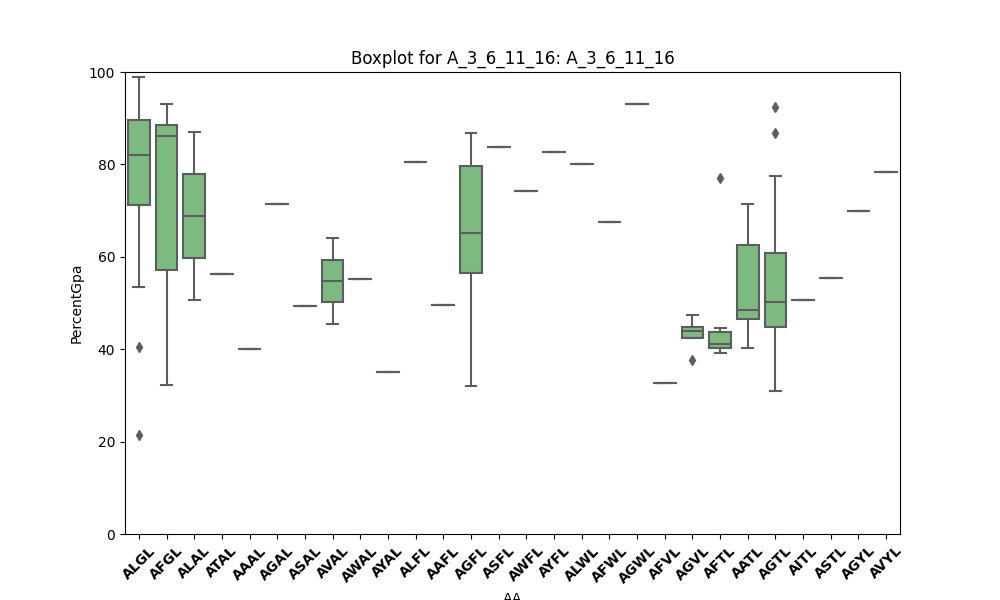 Boxplot for A_3_6_11_16: A_3_6_11_16
100
80
60
40
20
0
PercentGpa
ALGL AFGL ALAL ATAL AAAL AGAL ASAL AVAL AWAL AYAL ALFL AAFL AGFL ASFL AWFL AYFL ALWL AFWL AGWL AFVL AGVL AFTL AATL AGTL AITL ASTL AGYL AVYL
AA